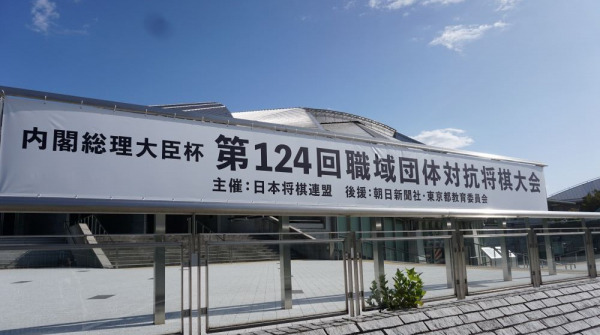 内閣総理大臣杯 第124回職域団体対抗将棋大会
主催：日本将棋連盟 後援：朝日新聞社・東京都教育委員会